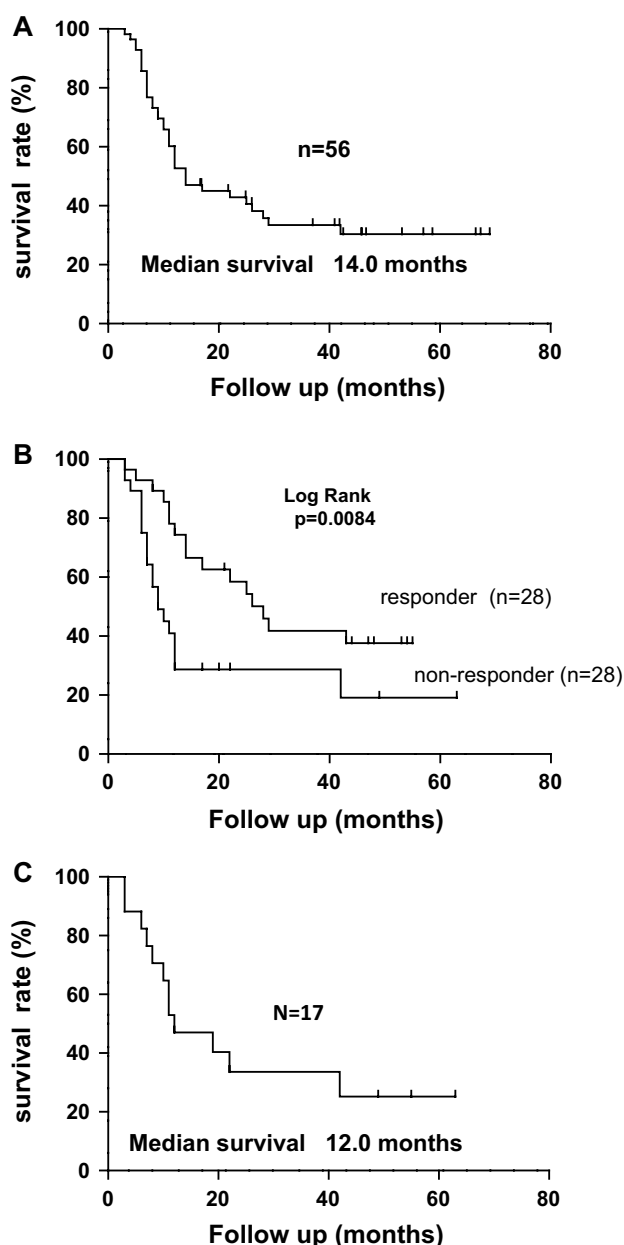 A
survival rate (%)
100
80
60
40
20
0
n=56
Median survival 14.0 months
0 20 40 60 80
Follow up (months)
B
100
80
60
40
20
0
Log Rank
p=0.0084
responder (n=28)
non-responder (n=28)
0 20 40 60 80
Follow up (months)
C
survival rate (%)
100
80
60
40
20
0
N=17
Median survival 12.0 months
0 20 40 60 80
Follow up (months)